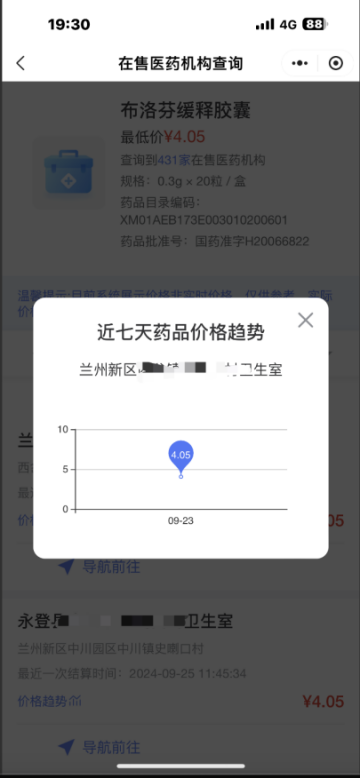 19:30
4G 88
在售医药机构查询
布洛芬缓释胶囊
最低价¥4.05
查询到431家在售医药机构
规格：0.3g × 20粒 / 盒
药品目录编码：
XM01AEB173E003010200601
药品批准号：国药准字H20066822
温馨提示:目前系统展示价格非实时价格，仅供参考，实际
价
近七天药品价格趋势
兰州新区 卫生室
10
4.05
5
0
09-23
兰
西
最近
价格 05
导航前往
永登县 卫生室
兰州新区中川园区中川镇史喇口村
最近一次结算时间：2024-09-25 11:45:34
价格趋势 ¥4.05
导航前往